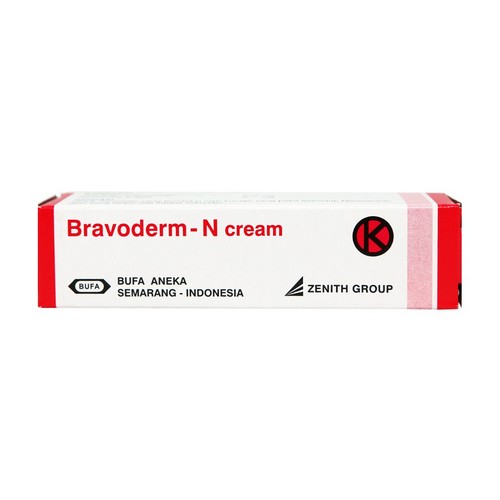 Bravoderm - N cream
K
BUFA
BUFA ANEKA
SEMARANG - INDONESIA
ZENITH GROUP